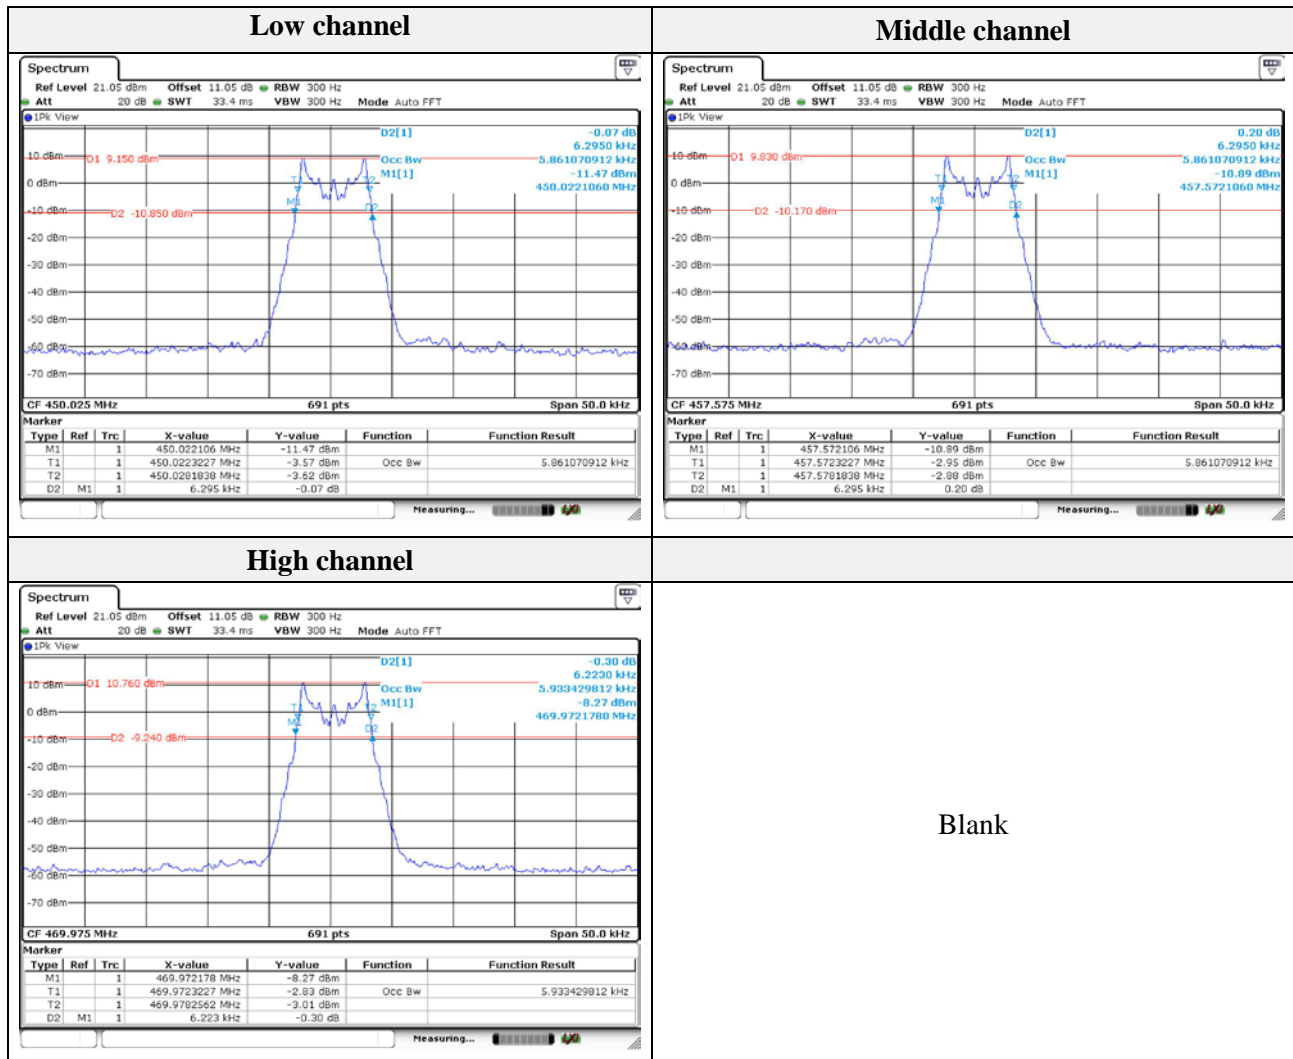 Low channel
Spectrum
Ref Level 21.05 dBm Offset 11.05 dB RBW 300 Hz
Att 20 dB SWT 33.4 ms VBW 300 Hz Mode Auto FFT
1Pk View
D2[1] -0.07 dB
6.2950 kHz
10 dBm D1 9.150 dBm Occ Bw 5.861070912 kHz
M1[1] -11.47 dBm
0 dBm T1 T2 450.0221060 MHz
M1 D2
-10 dBm D2 -10.850 dBm
-20 dBm
-30 dBm
-40 dBm
-50 dBm
-60 dBm
-70 dBm
CF 450.025 MHz 691 pts Span 50.0 kHz
Marker
Type Ref Trc X-value Y-value Function Function Result
M1 1 450.022106 MHz -11.47 dBm
T1 1 450.0223227 MHz -3.57 dBm Occ Bw 5.861070912 kHz
T2 1 450.0281838 MHz -3.62 dBm
D2 M1 1 6.295 kHz -0.07 dB
Measuring...
Middle channel
Spectrum
Ref Level 21.05 dBm Offset 11.05 dB RBW 300 Hz
Att 20 dB SWT 33.4 ms VBW 300 Hz Mode Auto FFT
1Pk View
D2[1] 0.20 dB
6.2950 kHz
10 dBm D1 9.830 dBm Occ Bw 5.861070912 kHz
M1[1] -10.89 dBm
0 dBm T1 T2 457.5721060 MHz
M1 D2
-10 dBm D2 -10.170 dBm
-20 dBm
-30 dBm
-40 dBm
-50 dBm
-60 dBm
-70 dBm
CF 457.575 MHz 691 pts Span 50.0 kHz
Marker
Type Ref Trc X-value Y-value Function Function Result
M1 1 457.572106 MHz -10.89 dBm
T1 1 457.5723227 MHz -2.95 dBm Occ Bw 5.861070912 kHz
T2 1 457.5781838 MHz -2.88 dBm
D2 M1 1 6.295 kHz 0.20 dB
Measuring...
High channel
Spectrum
Ref Level 21.05 dBm Offset 11.05 dB RBW 300 Hz
Att 20 dB SWT 33.4 ms VBW 300 Hz Mode Auto FFT
1Pk View
D2[1] -0.30 dB
6.2230 kHz
10 dBm D1 10.760 dBm Occ Bw 5.933429812 kHz
M1[1] -8.27 dBm
0 dBm T1 T2 469.9721780 MHz
M1 D2
-10 dBm D2 -9.240 dBm
-20 dBm
-30 dBm
-40 dBm
-50 dBm
-60 dBm
-70 dBm
CF 469.975 MHz 691 pts Span 50.0 kHz
Marker
Type Ref Trc X-value Y-value Function Function Result
M1 1 469.972178 MHz -8.27 dBm
T1 1 469.9723227 MHz -2.83 dBm Occ Bw 5.933429812 kHz
T2 1 469.9782562 MHz -3.01 dBm
D2 M1 1 6.223 kHz -0.30 dB
Measuring...
Blank